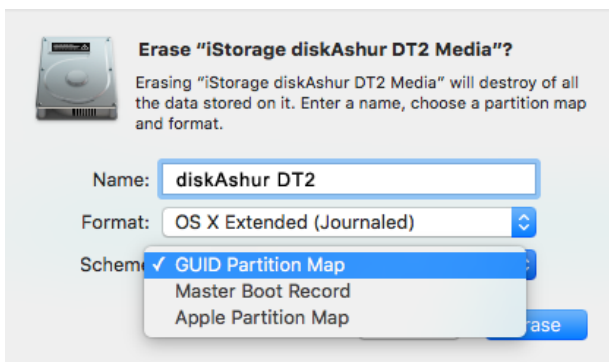 Erase “iStorage diskAshur DT2 Media”?
Erasing “iStorage diskAshur DT2 Media” will destroy of all
the data stored on it. Enter a name, choose a partition map
and format.
Name: diskAshur DT2
Format: OS X Extended (Journaled)
Scheme ✓ GUID Partition Map
Master Boot Record
Apple Partition Map